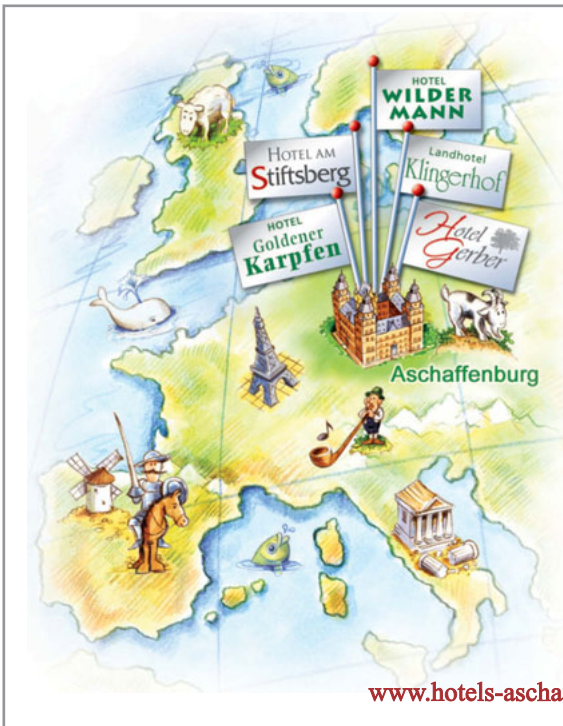 HOTEL
WILDER
MANN
HOTEL AM
Stiftsberg
Landhotel
Klingerhof
HOTEL
Goldener
Karpfen
Hotel
Gerber
Aschaffenburg
www.hotels-ascha